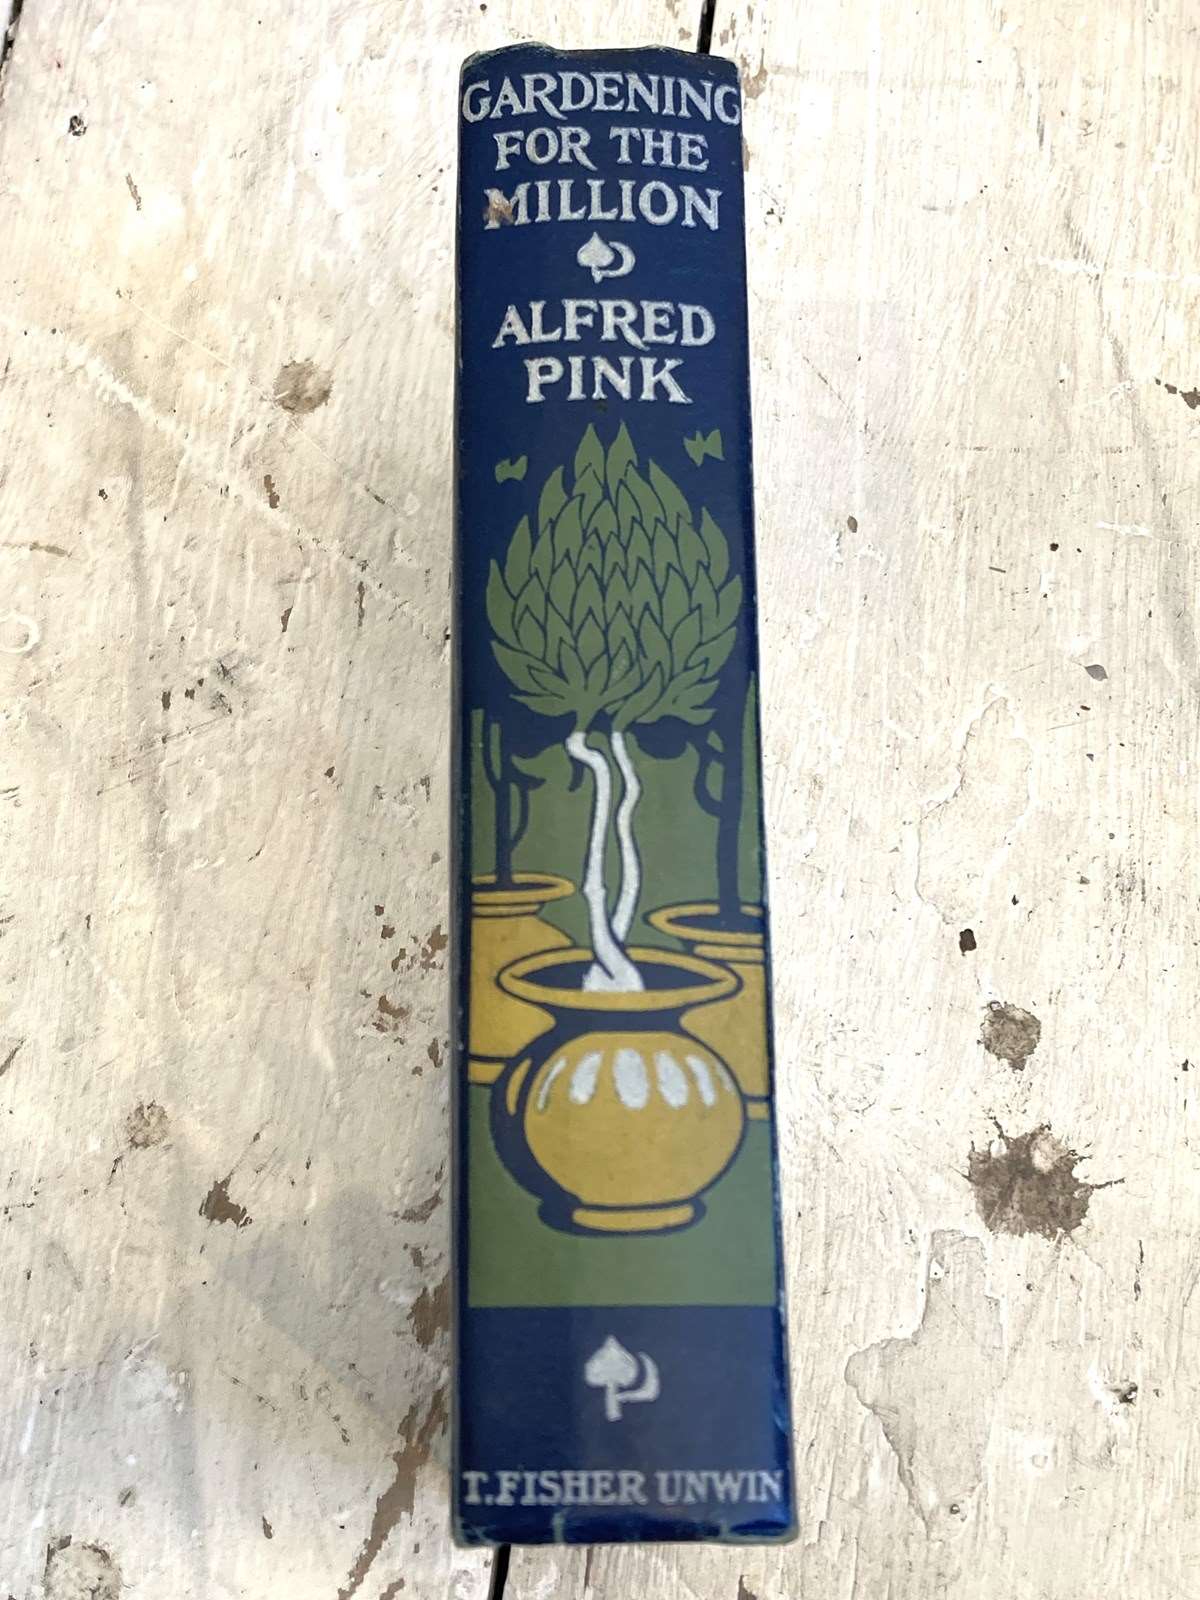 GARDENING
FOR THE
MILLION
ALFRED
PINK
T. FISHER UNWIN